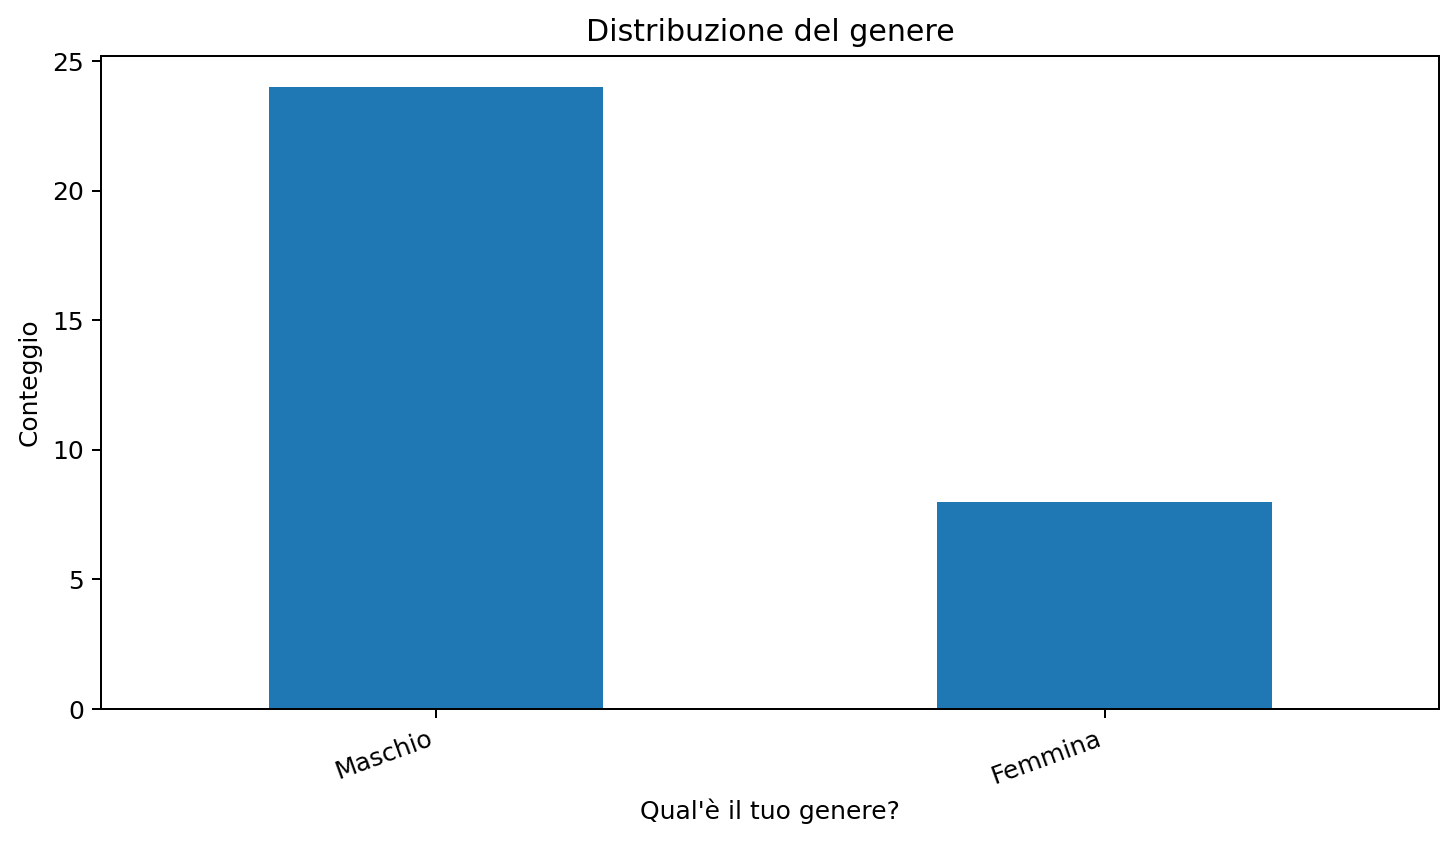 Distribuzione del genere
25
20
15
10
5
0
Conteggio
Maschio
Femmina
Qual'è il tuo genere?